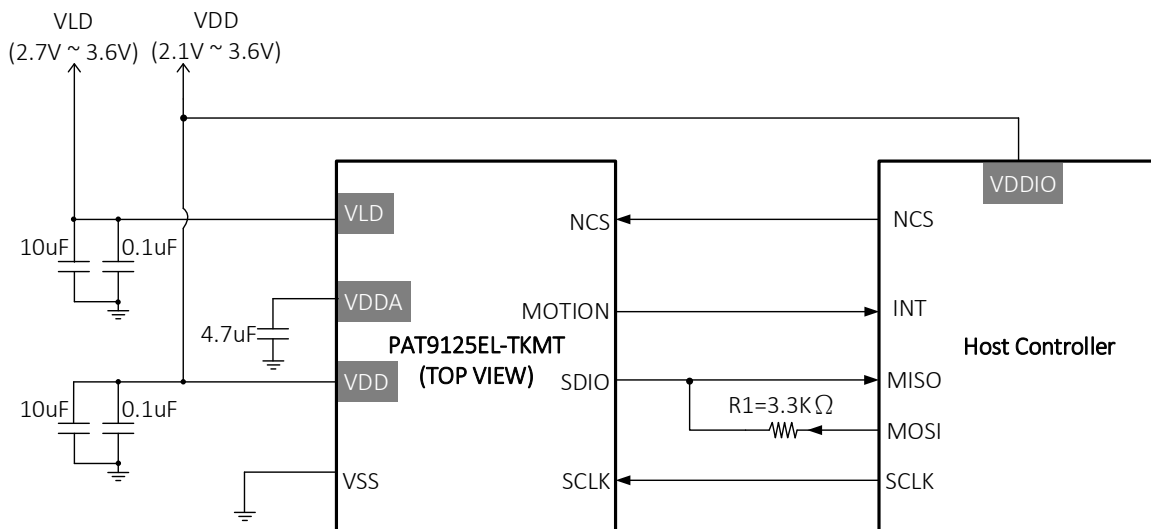 VLD
(2.7V ~ 3.6V)
VDD
(2.1V ~ 3.6V)
VDDIO
VLD
NCS
NCS
10uF
0.1uF
VDDA
MOTION
INT
4.7uF
PAT9125EL-TKMT
(TOP VIEW)
Host Controller
VDD
SDIO
MISO
10uF
0.1uF
R1=3.3KΩ
MOSI
VSS
SCLK
SCLK